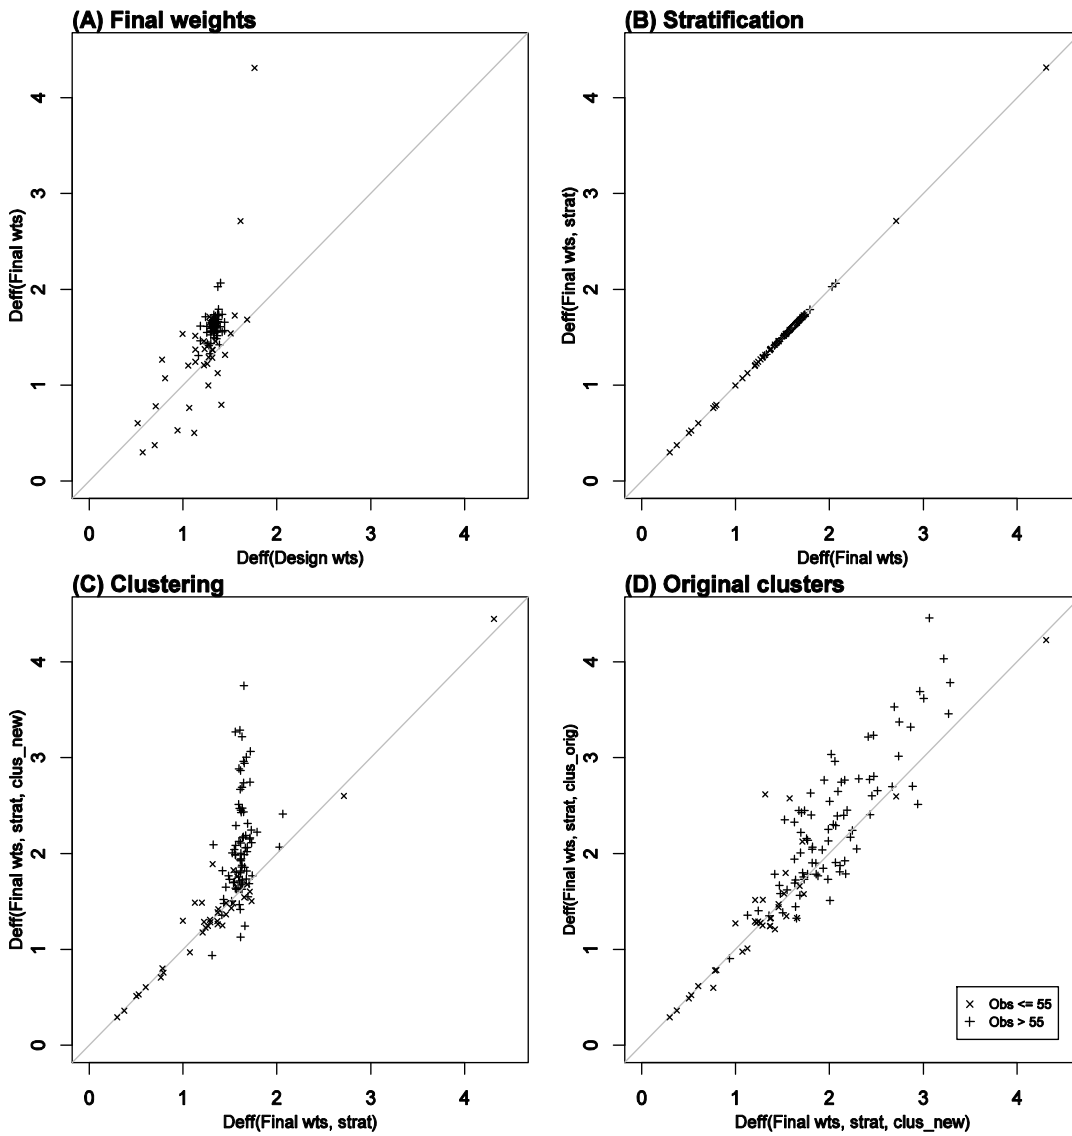 (A) Final weights
Deff(Final wts)
4
3
2
1
0
0 1 2 3 4
Deff(Design wts)
(B) Stratification
Deff(Final wts, strat)
4
3
2
1
0
0 1 2 3 4
Deff(Final wts)
(C) Clustering
Deff(Final wts, strat, clus_new)
4
3
2
1
0
0 1 2 3 4
Deff(Final wts, strat)
(D) Original clusters
Deff(Final wts, strat, clus_orig)
4
3
2
1
0
Obs <= 55
Obs > 55
0 1 2 3 4
Deff(Final wts, strat, clus_new)